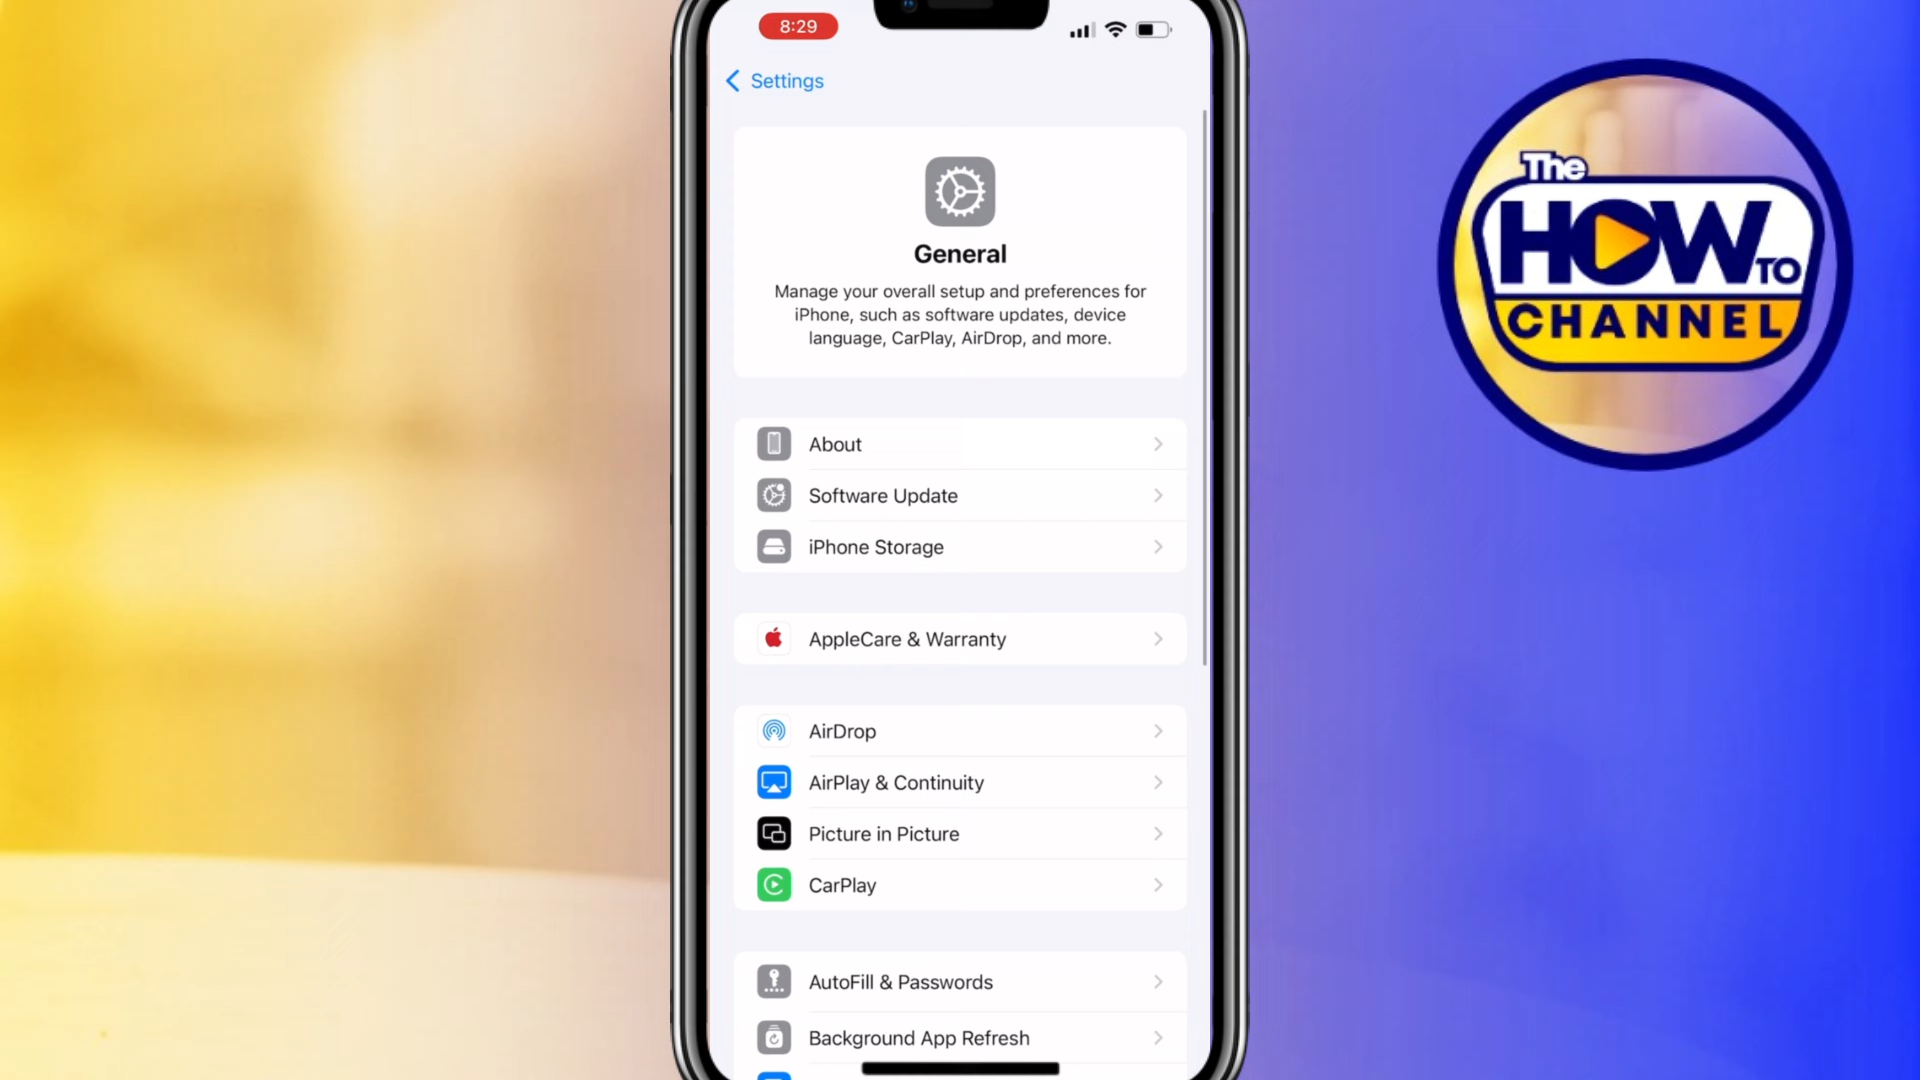 8:29
Settings
General
Manage your overall setup and preferences for
iPhone, such as software updates, device
language, CarPlay, AirDrop, and more.
About
Software Update
iPhone Storage
AppleCare & Warranty
AirDrop
AirPlay & Continuity
Picture in Picture
CarPlay
AutoFill & Passwords
Background App Refresh
The
HOW TO
CHANNEL